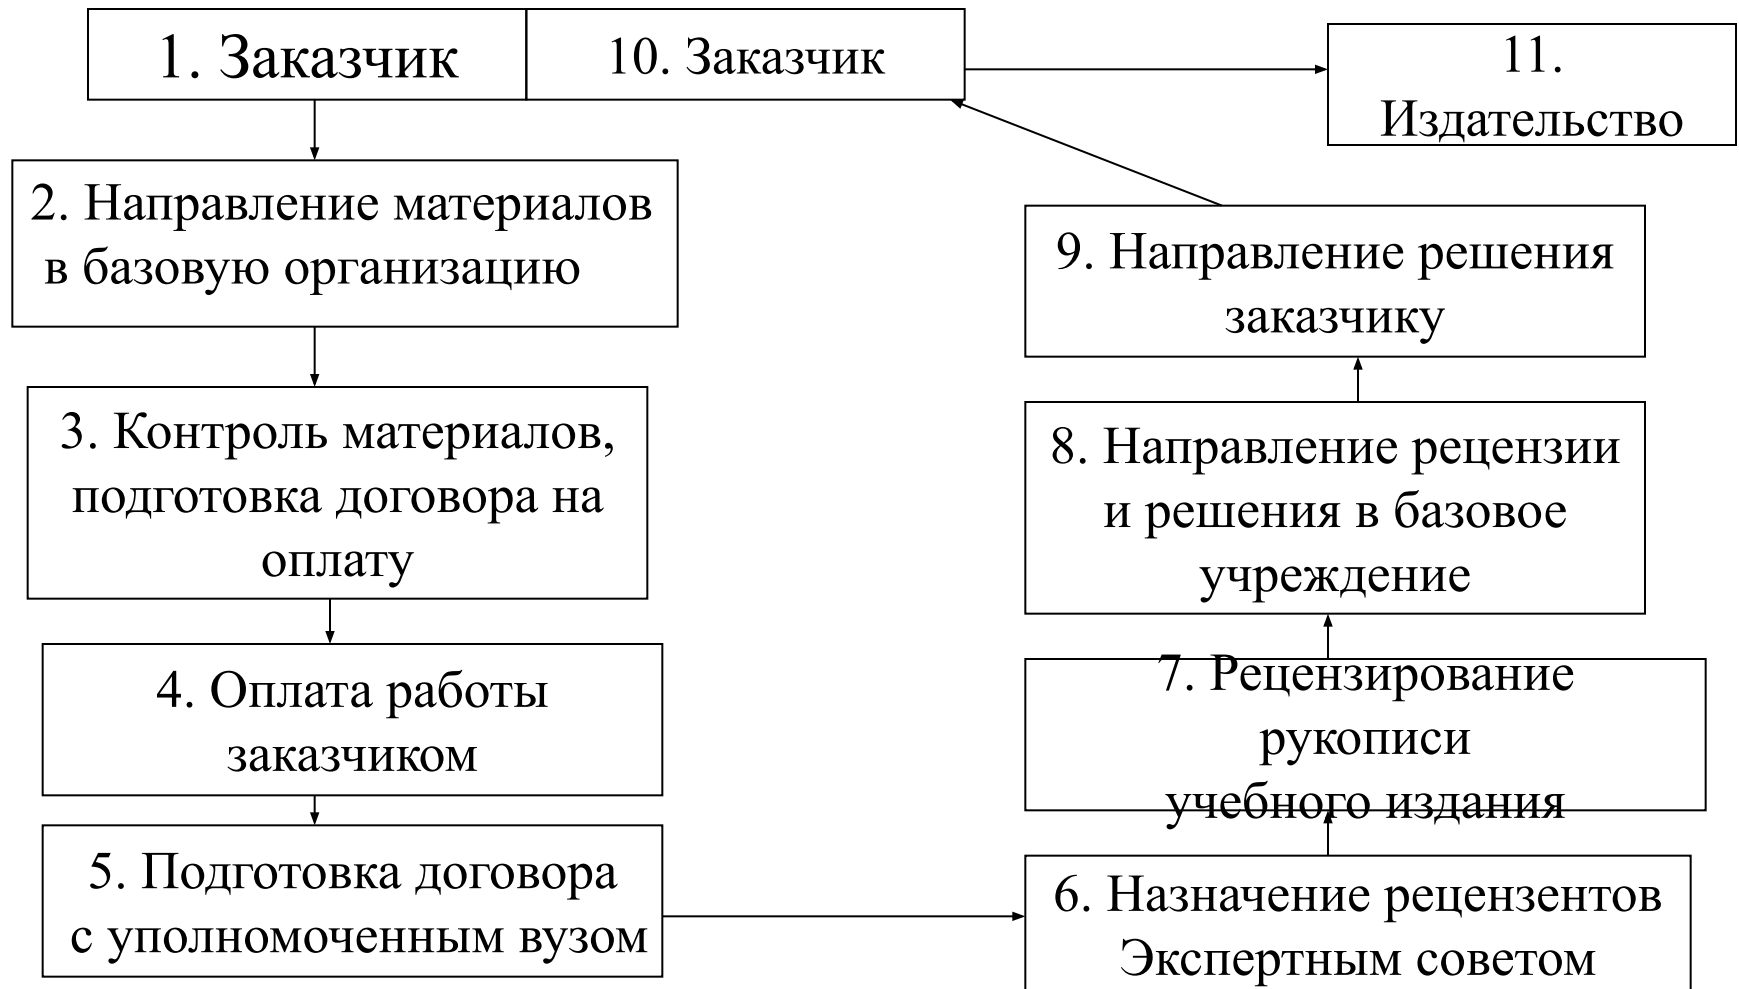 1. Заказчик
10. Заказчик
11.
Издательство
2. Направление материалов
в базовую организацию
3. Контроль материалов,
подготовка договора на
оплату
4. Оплата работы
заказчиком
5. Подготовка договора
с уполномоченным вузом
6. Назначение рецензентов
Экспертным советом
7. Рецензирование
рукописи
учебного издания
8. Направление рецензии
и решения в базовое
учреждение
9. Направление решения
заказчику